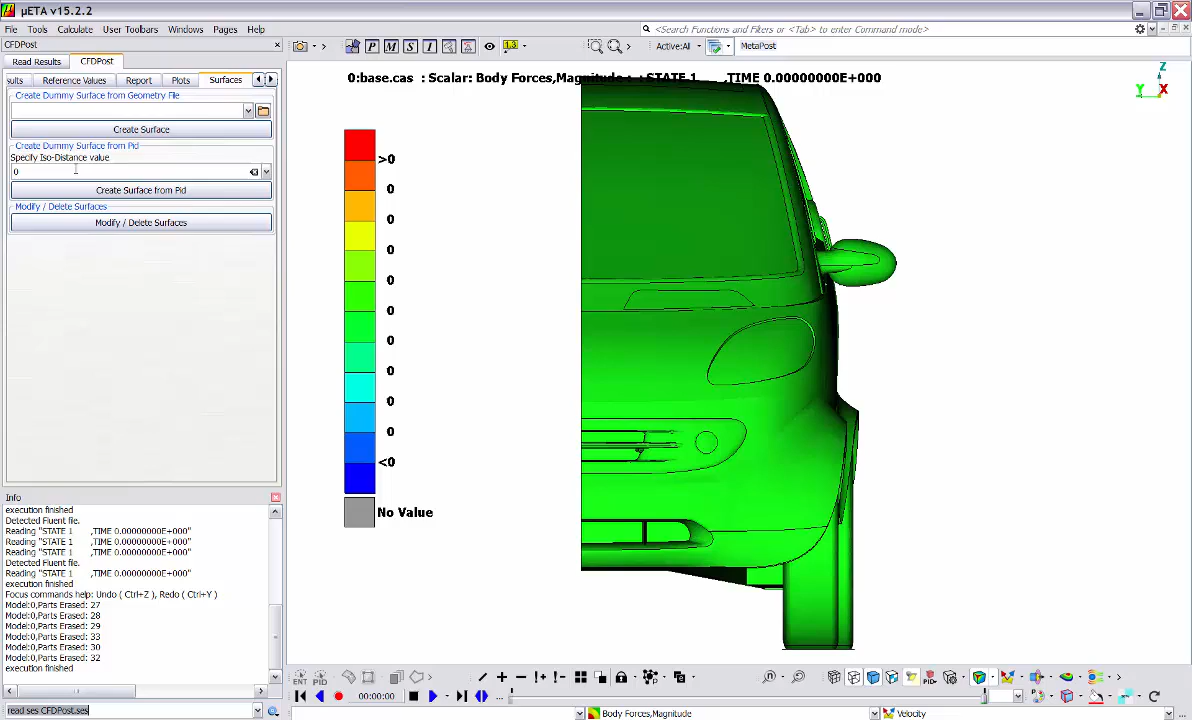 μETA v15.2.2
File Tools Calculate User Toolbars Windows Pages Help
<Search Functions and Filters or /<Tab> to enter Command mode>
CFDPost
P M S I
1.3
Active:All
MetaPost
Read Results CFDPost
sults Reference Values Report Plots Surfaces
Create Dummy Surface from Geometry File
Create Surface
Create Dummy Surface from Pid
Specify Iso-Distance value
0
Create Surface from Pid
Modify / Delete Surfaces
Modify / Delete Surfaces
0:base.cas : Scalar: Body Forces,Magnitude : : STATE 1 ,TIME 0.00000000E+000
Z
Y X
>0
0
0
0
0
0
0
0
0
0
<0
No Value
Info
execution finished
Detected Fluent file.
Reading "STATE 1 ,TIME 0.00000000E+000"
Reading "STATE 1 ,TIME 0.00000000E+000"
Reading "STATE 1 ,TIME 0.00000000E+000"
Detected Fluent file.
Reading "STATE 1 ,TIME 0.00000000E+000"
execution finished
Focus commands help: Undo ( Ctrl+Z ), Redo ( Ctrl+Y )
Model:0,Parts Erased: 27
Model:0,Parts Erased: 28
Model:0,Parts Erased: 29
Model:0,Parts Erased: 33
Model:0,Parts Erased: 30
Model:0,Parts Erased: 32
execution finished
ENT PID
PID
00:00:00
read ses CFDPost.ses
Body Forces,Magnitude
Velocity